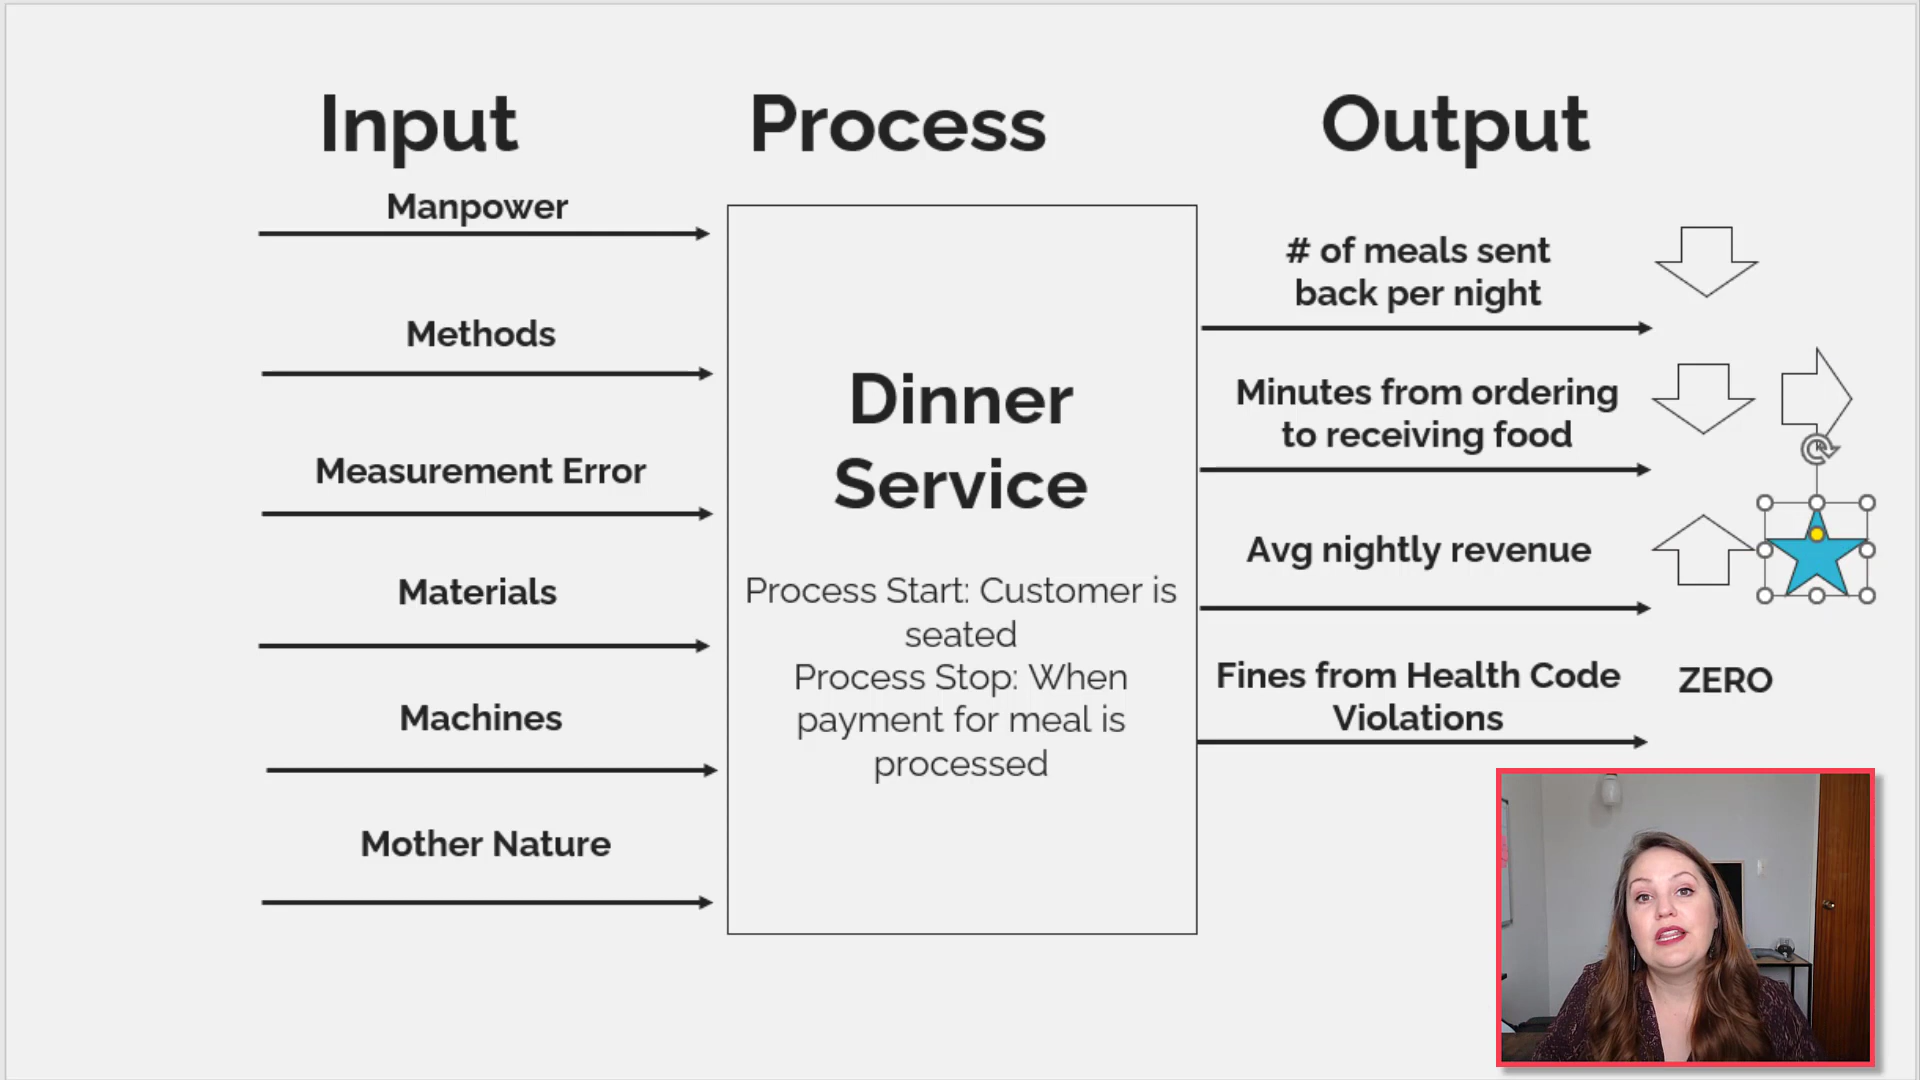 Input
Process
Output
Manpower
Methods
Measurement Error
Materials
Machines
Mother Nature
Dinner
Service
Process Start: Customer is
seated
Process Stop: When
payment for meal is
processed
# of meals sent
back per night
Minutes from ordering
to receiving food
Avg nightly revenue
Fines from Health Code
Violations
ZERO